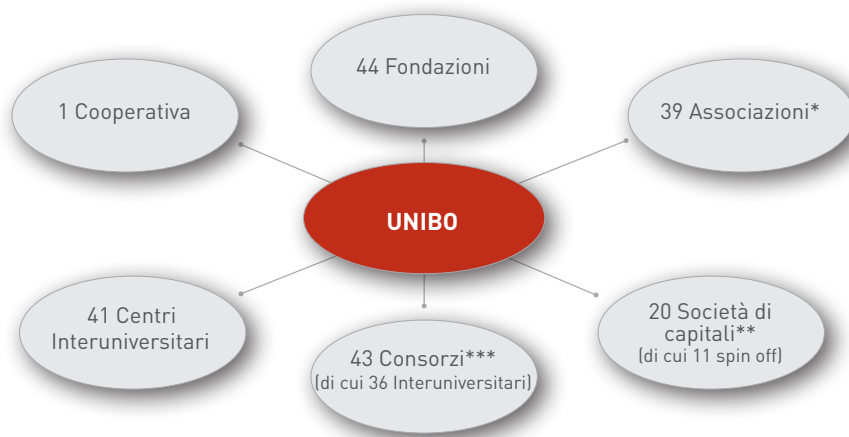 44 Fondazioni
1 Cooperativa
39 Associazioni*
UNIBO
41 Centri
Interuniversitari
43 Consorzi***
(di cui 36 Interuniversitari)
20 Società di
capitali**
(di cui 11 spin off)